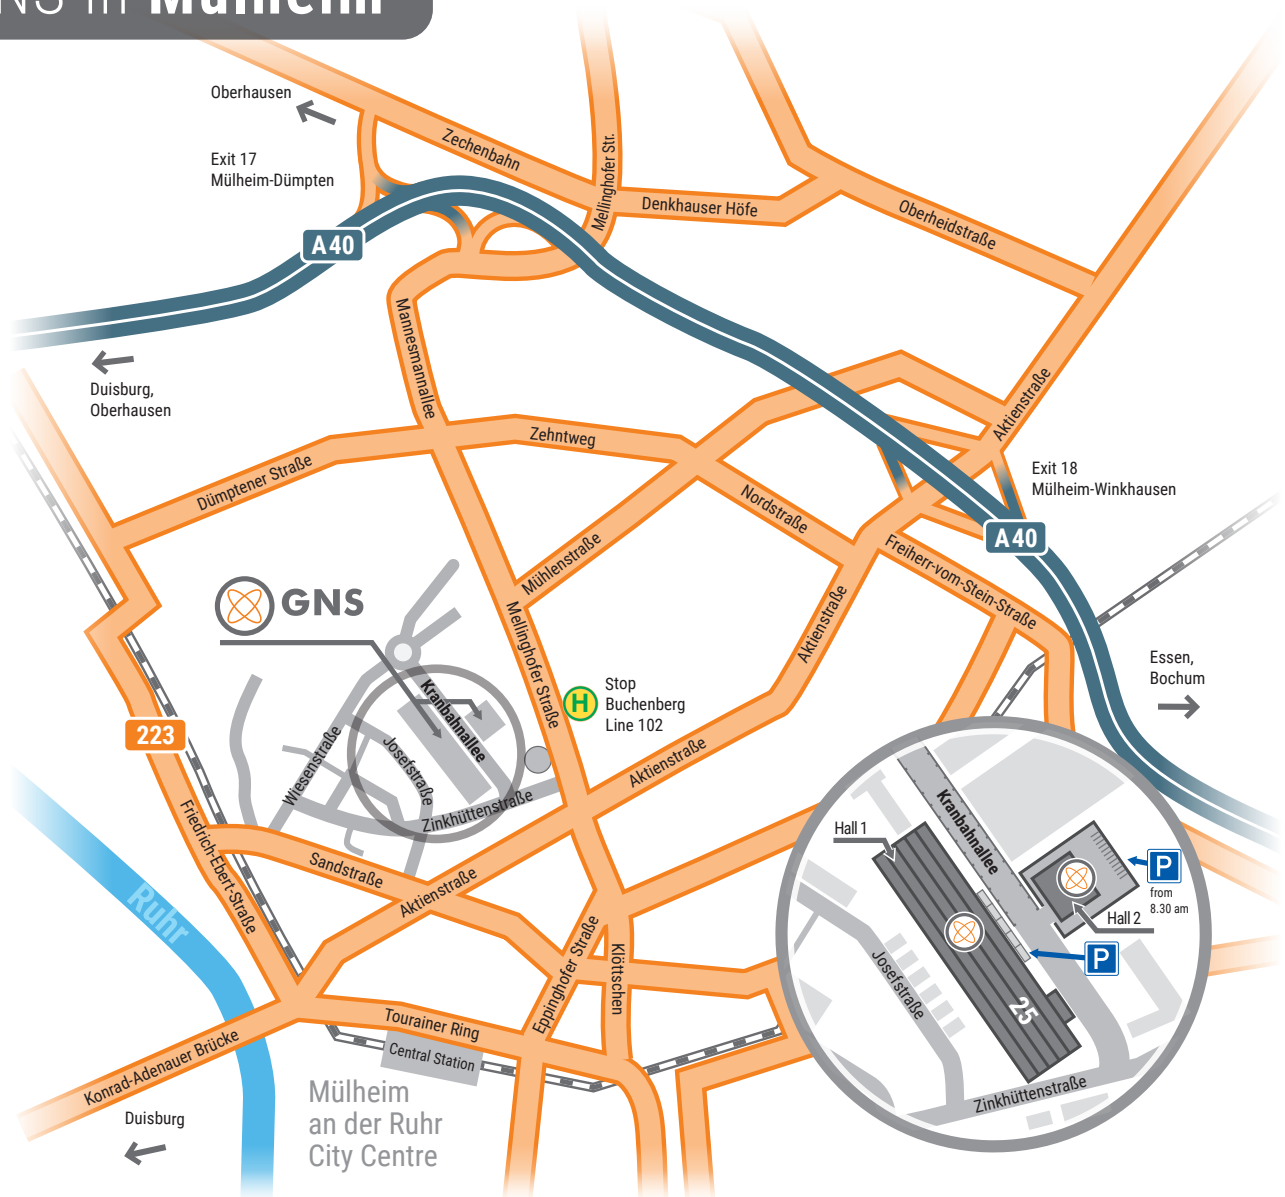 in Mülheim
Oberhausen
Exit 17
Mülheim-Dümpten
Zechenbahn
Mellinghofer Str.
Denkhauser Höfe
Oberheidstraße
A40
Duisburg,
Oberhausen
Mannesmannallee
Aktienstraße
Zehntweg
Dümptener Straße
Exit 18
Mülheim-Winkhausen
Nordstraße
A40
Mühlenstraße
Freiherr-vom-Stein-Straße
GNS
Mellinghofer Straße
Aktienstraße
Essen,
Bochum
H
Stop
Buchenberg
Line 102
Kranbahnallee
223
Wiesenstraße
Josefstraße
Aktienstraße
Zinkhüttenstraße
Friedrich-Ebert-Straße
Sandstraße
Aktienstraße
Ruhr
Eppinghofer Straße
Klöttschen
Tourainer Ring
Central Station
Konrad-Adenauer Brücke
Duisburg
Mülheim
an der Ruhr
City Centre
Kranbahnallee
Hall 1
P
from
8.30 am
Hall 2
P
Josefstraße
25
Zinkhüttenstraße